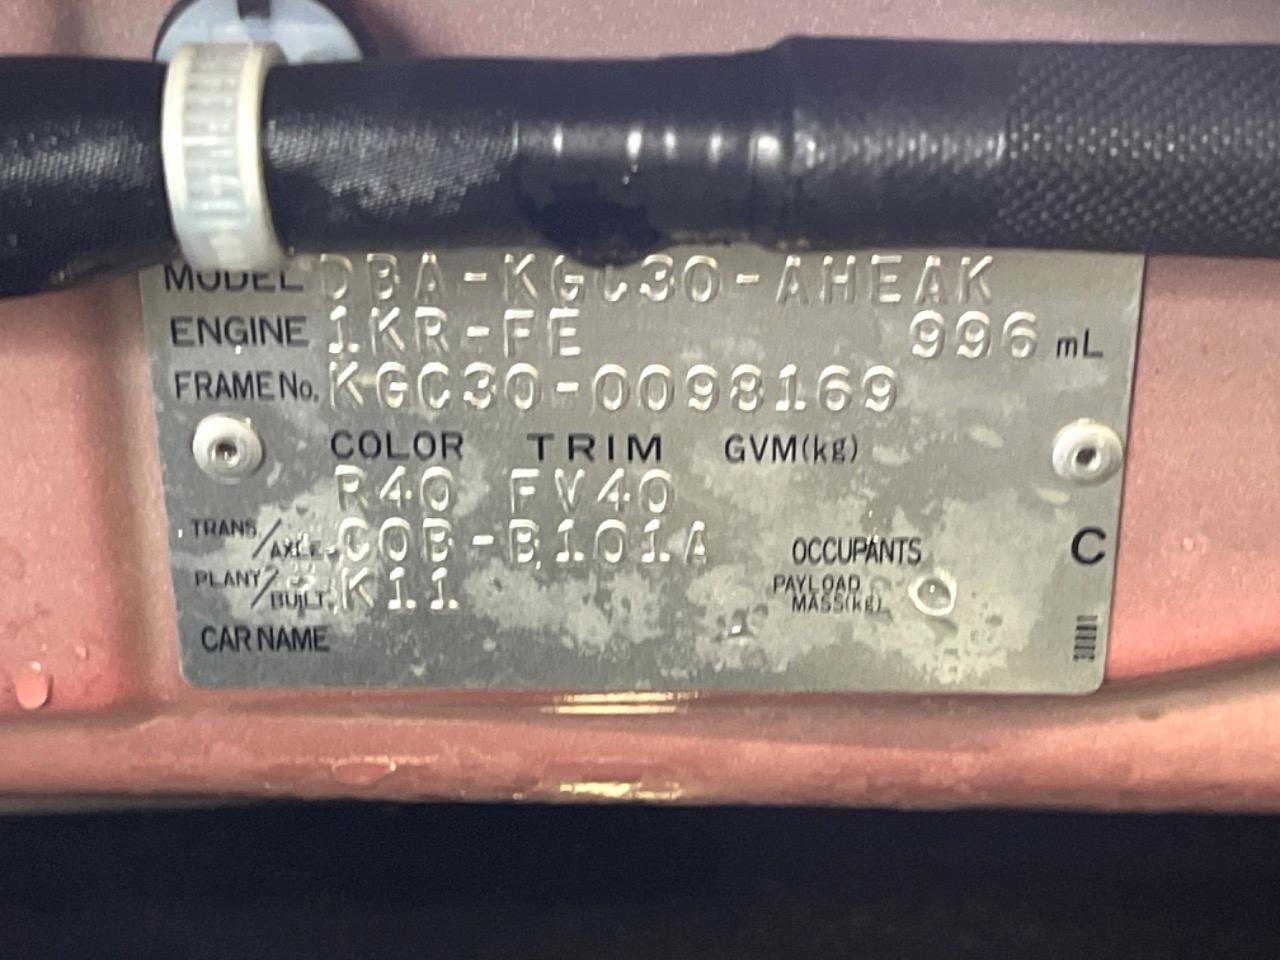 MODEL DBA-KGC30-AHEAK
ENGINE 1KR-FE 996 mL
FRAME No. KGC30-0098169
COLOR TRIM GVM(kg)
R40 FV40
TRANS./AXLE C0B-B101A OCCUPANTS C
PLANT/BUILT K11 PAYLOAD MASS(kg)
CAR NAME